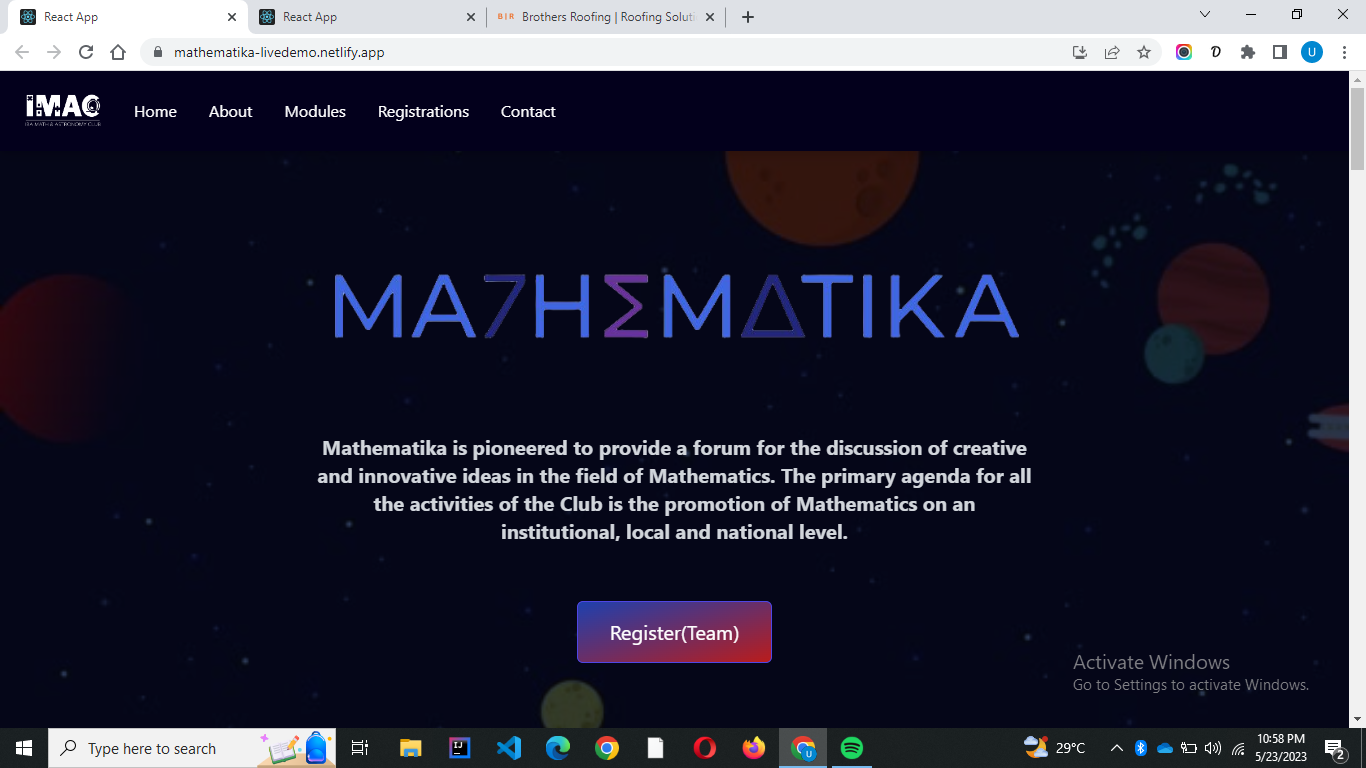 React App
React App
B|R Brothers Roofing | Roofing Soluti
mathematika-livedemo.netlify.app
U
iMAC
IBA MATH & ASTRONOMY CLUB
Home
About
Modules
Registrations
Contact
MA7HΣMΔTIKA
Mathematika is pioneered to provide a forum for the discussion of creative
and innovative ideas in the field of Mathematics. The primary agenda for all
the activities of the Club is the promotion of Mathematics on an
institutional, local and national level.
Register(Team)
Activate Windows
Go to Settings to activate Windows.
Type here to search
29°C
10:58 PM
5/23/2023
2